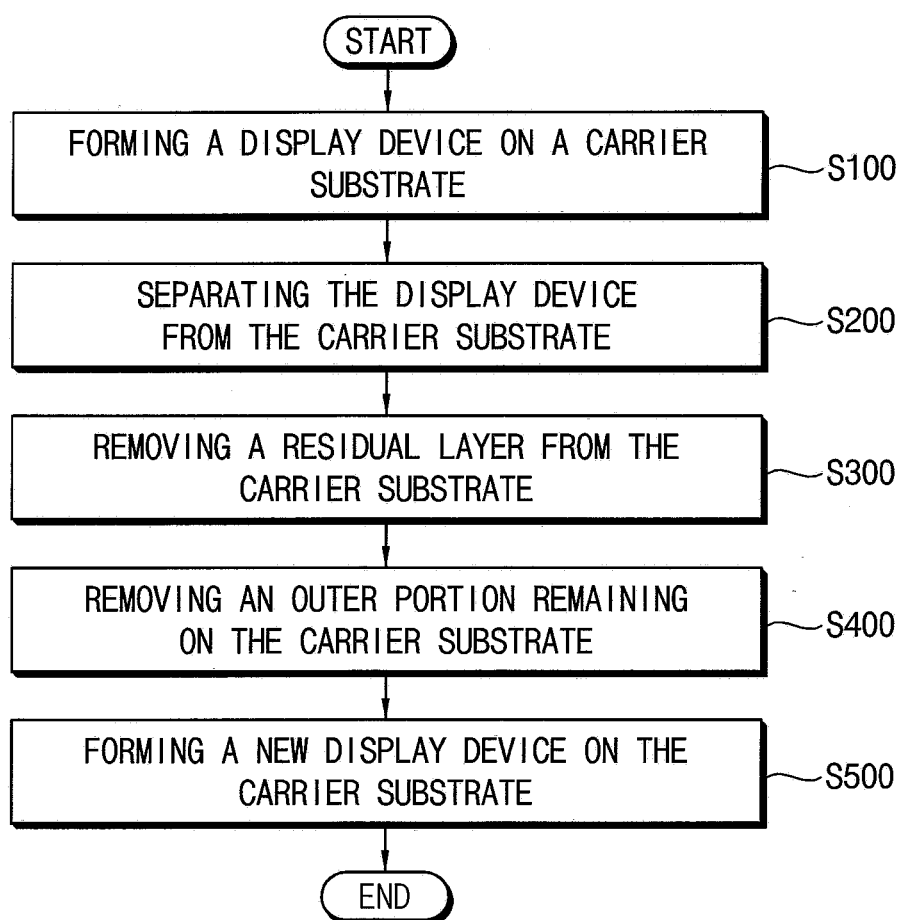 START
FORMING A DISPLAY DEVICE ON A CARRIER
SUBSTRATE
S100
SEPARATING THE DISPLAY DEVICE
FROM THE CARRIER SUBSTRATE
S200
REMOVING A RESIDUAL LAYER FROM THE
CARRIER SUBSTRATE
S300
REMOVING AN OUTER PORTION REMAINING
ON THE CARRIER SUBSTRATE
S400
FORMING A NEW DISPLAY DEVICE ON THE
CARRIER SUBSTRATE
S500
END